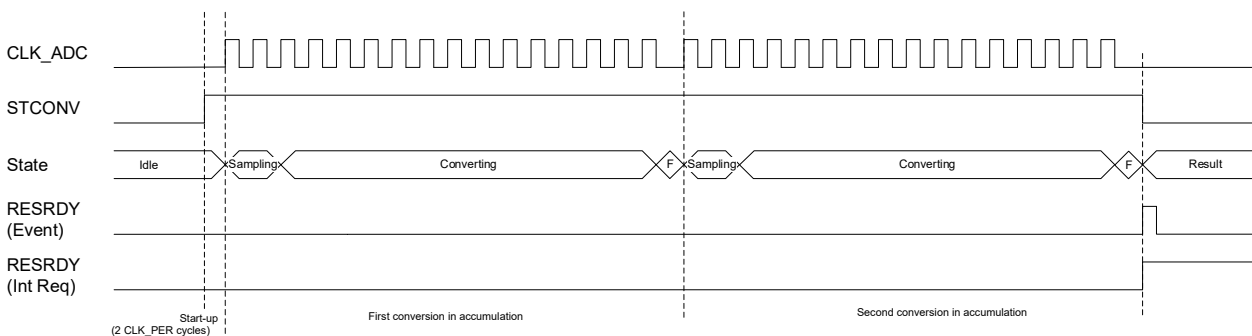 CLK_ADC
STCONV
State
Idle
Sampling
Converting
F
Sampling
Converting
F
Result
RESRDY
(Event)
RESRDY
(Int Req)
Start-up
(2 CLK_PER cycles)
First conversion in accumulation
Second conversion in accumulation